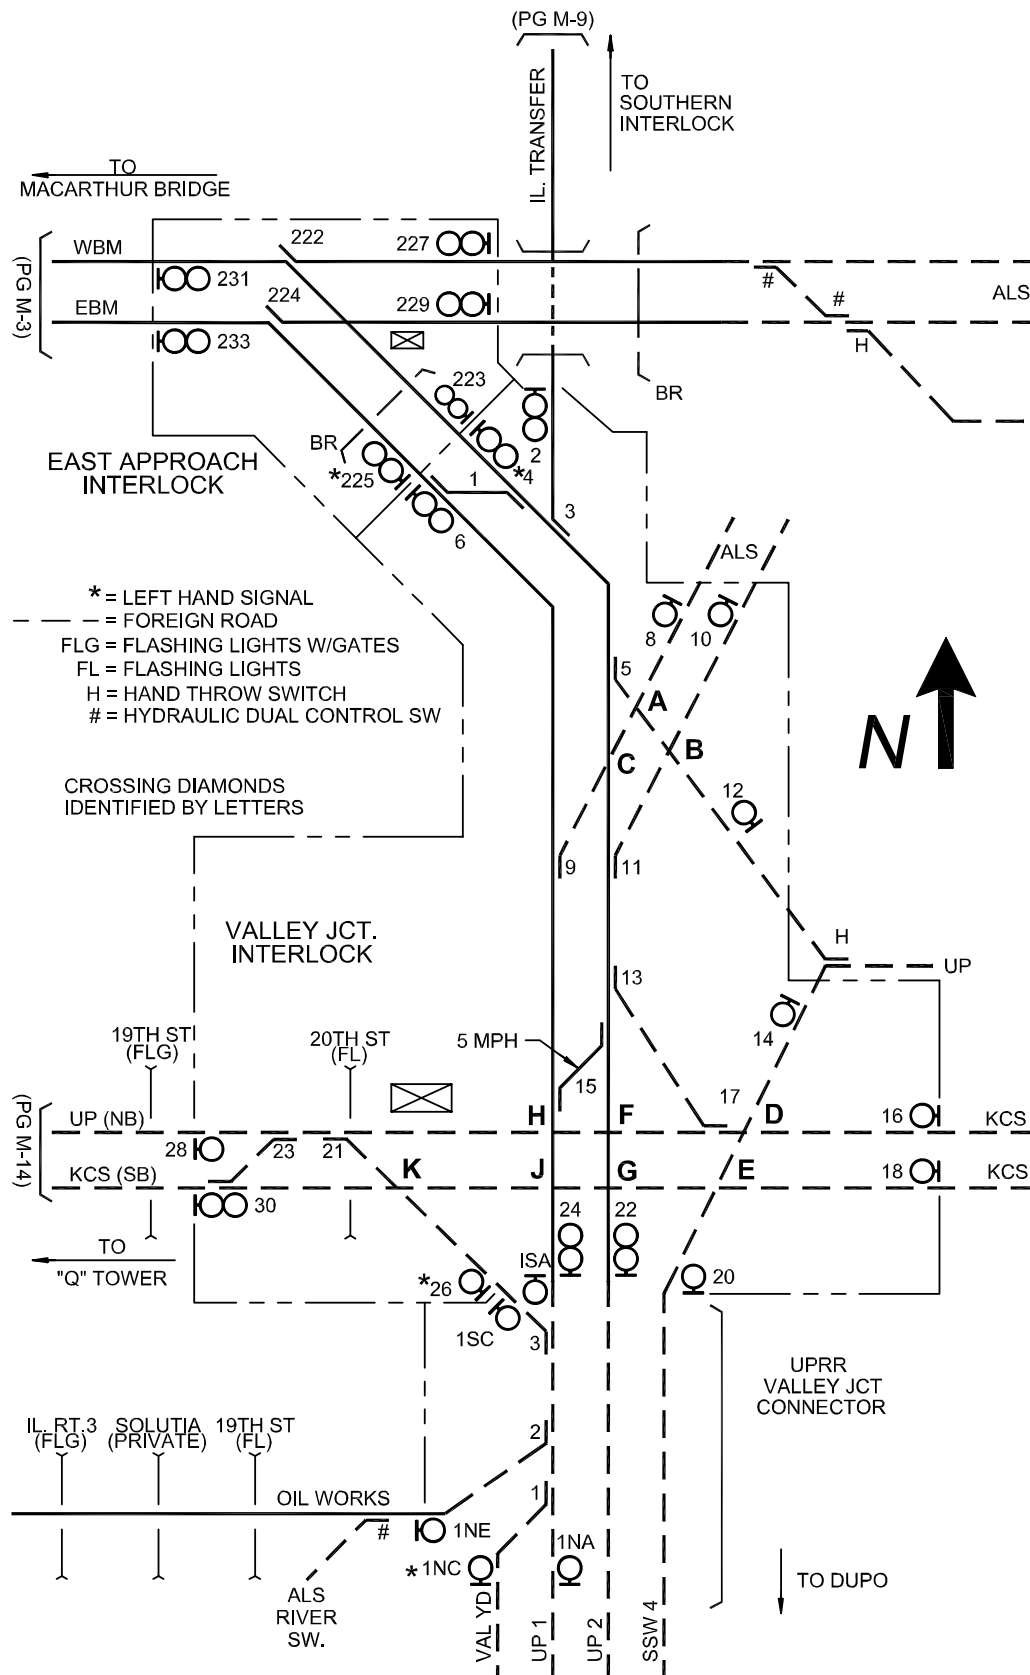 (PG M-9)
TO
SOUTHERN
INTERLOCK
IL. TRANSFER
TO
MACARTHUR BRIDGE
(PG M-3)
WBM
222
227
231
EBM
224
229
233
#
#
H
ALS
BR
223
BR
*225
*4
2
1
6
3
EAST APPROACH
INTERLOCK
* = LEFT HAND SIGNAL
= FOREIGN ROAD
FLG = FLASHING LIGHTS W/GATES
FL = FLASHING LIGHTS
H = HAND THROW SWITCH
# = HYDRAULIC DUAL CONTROL SW
CROSSING DIAMONDS
IDENTIFIED BY LETTERS
ALS
8
10
5
A
B
C
12
N
9
11
VALLEY JCT.
INTERLOCK
H
UP
13
14
19TH ST
(FLG)
20TH ST
(FL)
5 MPH
15
17
(PG M-14)
UP (NB)
28
23
21
H
F
D
16
KCS
KCS (SB)
30
K
J
G
E
18
KCS
TO
"Q" TOWER
24
22
ISA
20
*26
1SC
3
UPRR
VALLEY JCT
CONNECTOR
IL. RT.3
(FLG)
SOLUTIA
(PRIVATE)
19TH ST
(FL)
2
1
OIL WORKS
#
1NE
*1NC
1NA
ALS
RIVER
SW.
VAL YD
UP 1
UP 2
SSW 4
TO DUPO